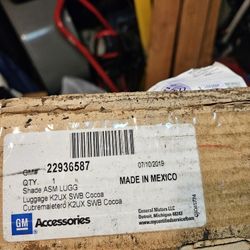 GM# 22936587 07/10/2019
QTY. 1
Shade ASM LUGG MADE IN MEXICO
Luggage K2UX SWB Cocoa
Cubremaletero K2UX SWB Cocoa
GM Accessories
General Motors LLC
Detroit, Michigan 48243